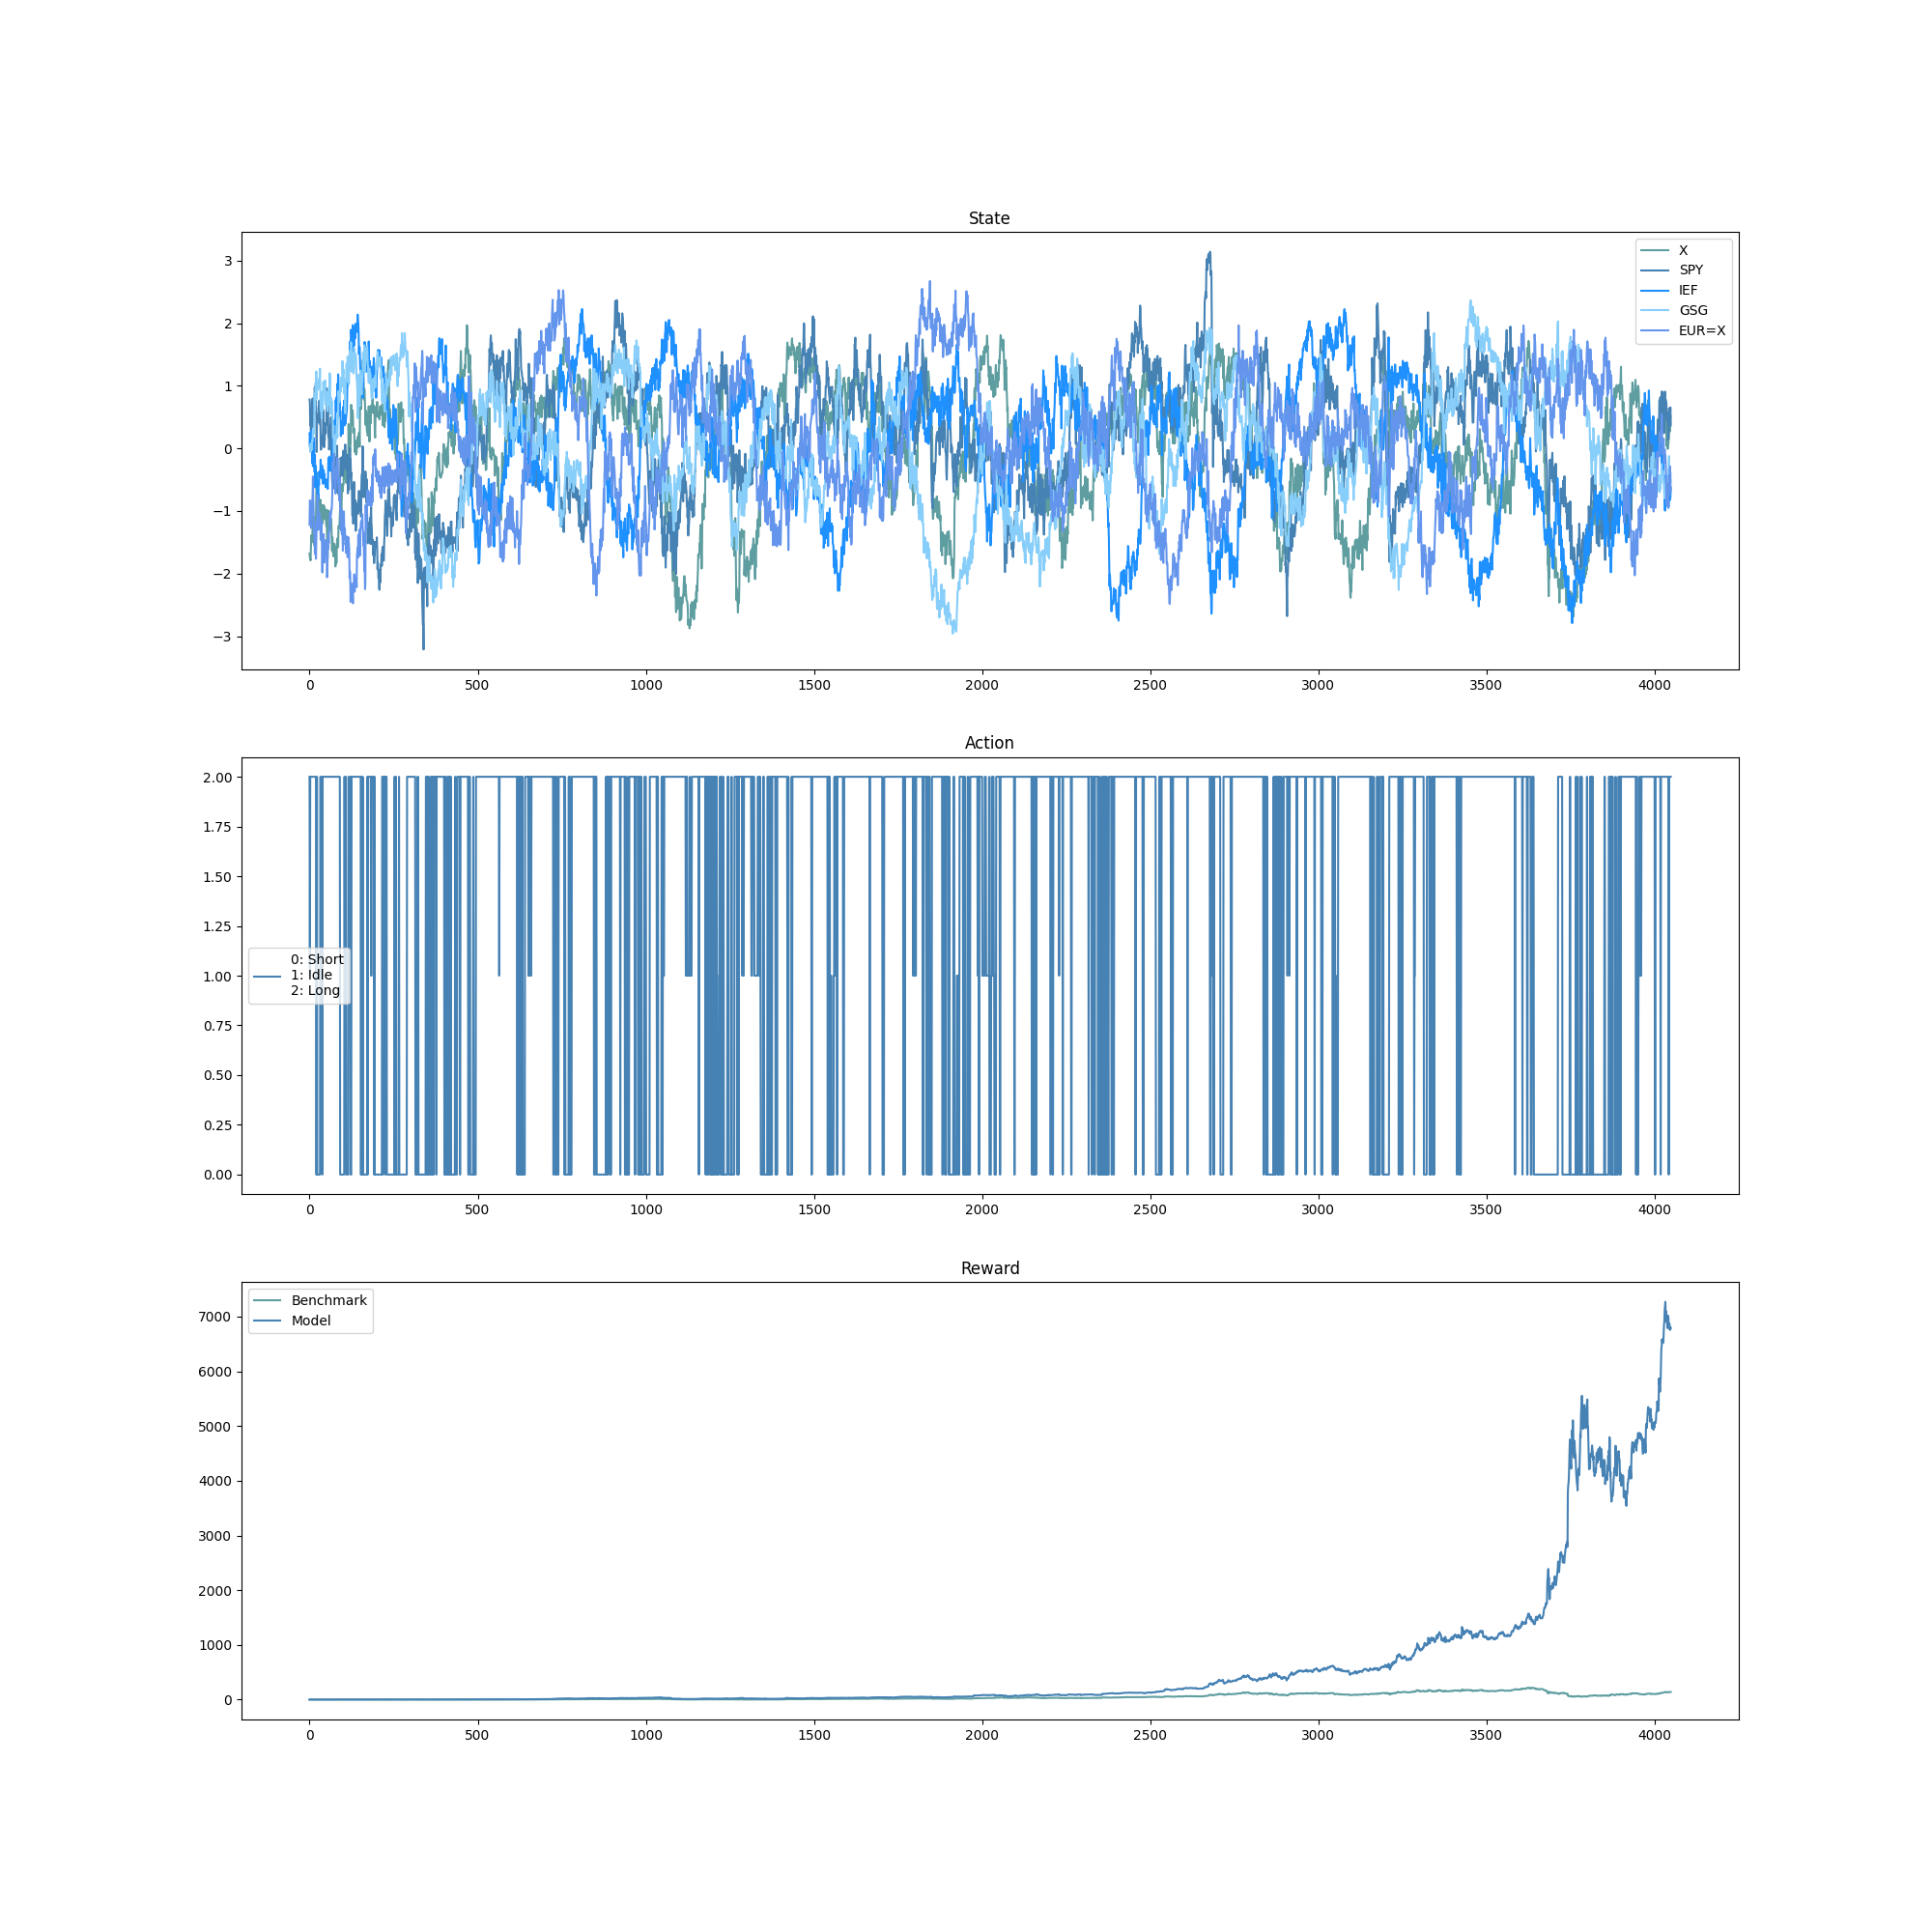 State
3
2
1
0
−1
−2
−3
X
SPY
IEF
GSG
EUR=X
0 500 1000 1500 2000 2500 3000 3500 4000
Action
2.00
1.75
1.50
1.25
1.00
0.75
0.50
0.25
0.00
0: Short
1: Idle
2: Long
0 500 1000 1500 2000 2500 3000 3500 4000
Reward
Benchmark
Model
7000
6000
5000
4000
3000
2000
1000
0
0 500 1000 1500 2000 2500 3000 3500 4000